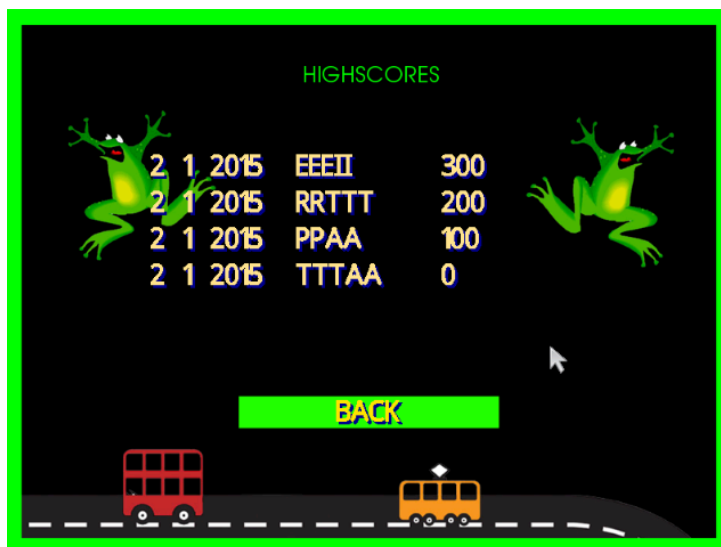 HIGHSCORES
2 1 2015 EEEII 300
2 1 2015 RRTTT 200
2 1 2015 PPAA 100
2 1 2015 TTTAA 0
BACK